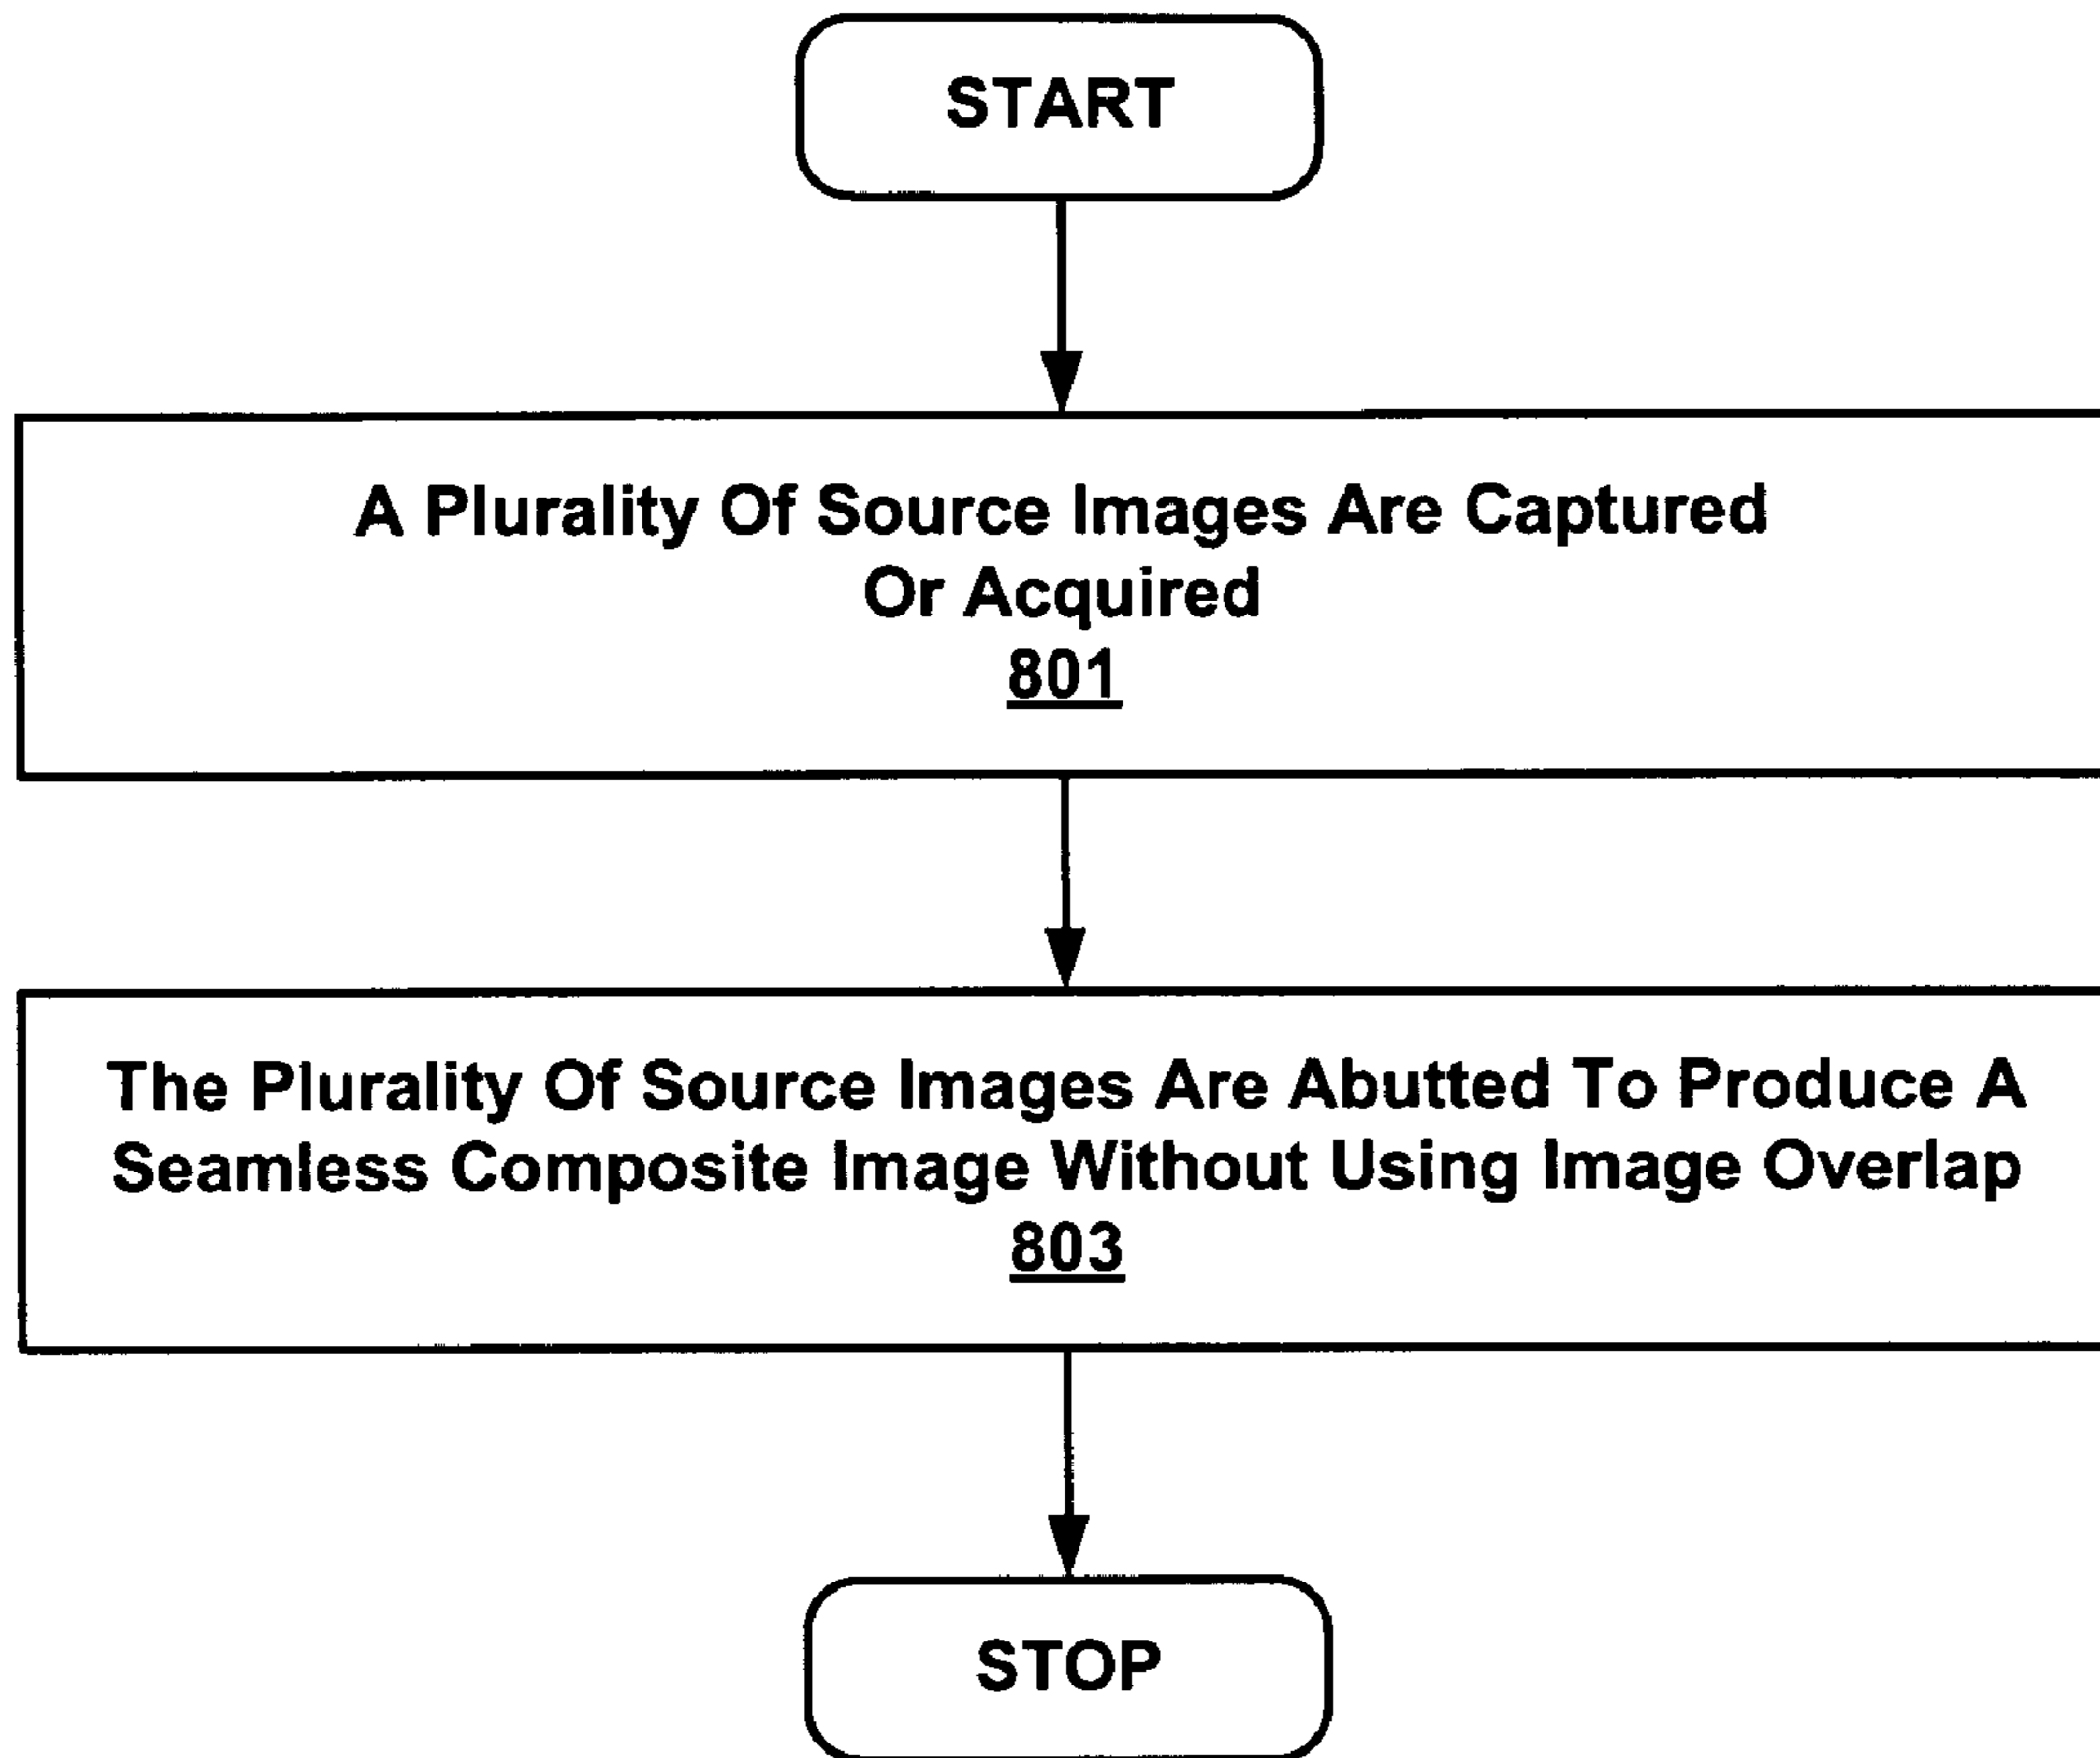 START
A Plurality Of Source Images Are Captured
Or Acquired
801
The Plurality Of Source Images Are Abutted To Produce A
Seamless Composite Image Without Using Image Overlap
803
STOP